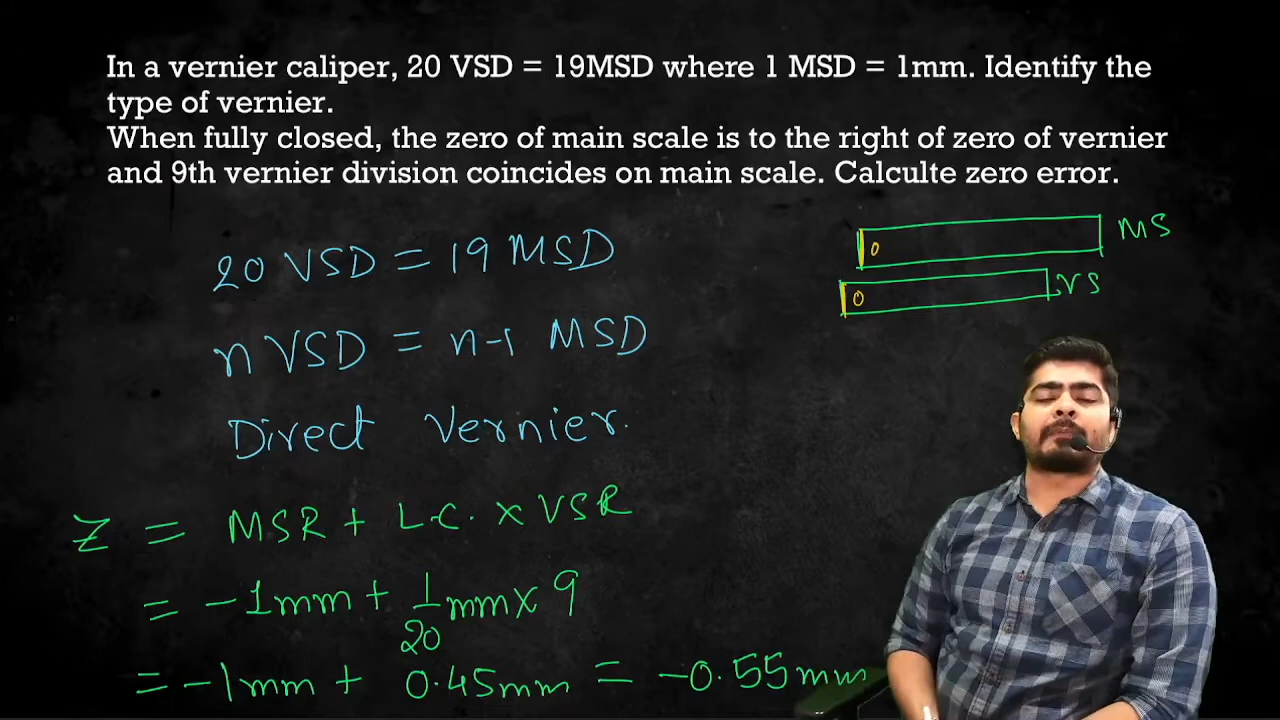 In a vernier caliper, 20 VSD = 19MSD where 1 MSD = 1mm. Identify the
type of vernier.
When fully closed, the zero of main scale is to the right of zero of vernier
and 9th vernier division coincides on main scale. Calculte zero error.
0 MS
0 VS
20 VSD = 19 MSD
n VSD = n-1 MSD
Direct Vernier.
Z = MSR + L.C. x VSR
= -1mm + 1/20 mm x 9
= -1mm + 0.45mm = -0.55mm